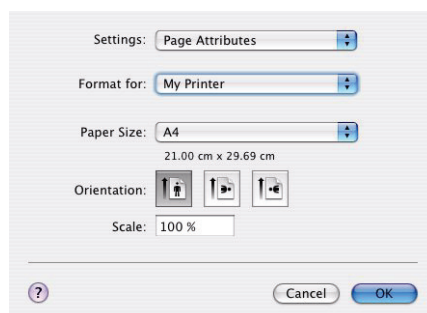 Settings: Page Attributes
Format for: My Printer
Paper Size: A4
21.00 cm x 29.69 cm
Orientation:
Scale: 100 %
? Cancel OK